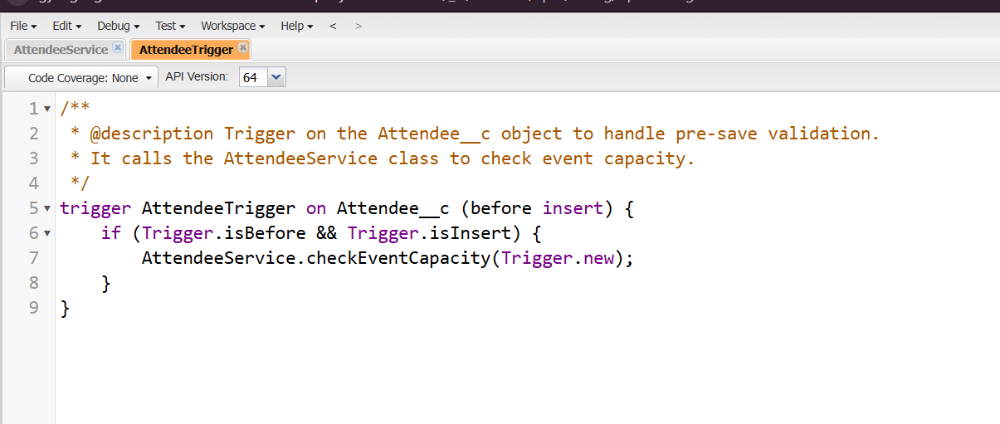 File Edit Debug Test Workspace Help < >
AttendeeService AttendeeTrigger
Code Coverage: None API Version: 64
1 /**
2 * @description Trigger on the Attendee__c object to handle pre-save validation.
3 * It calls the AttendeeService class to check event capacity.
4 */
5 trigger AttendeeTrigger on Attendee__c (before insert) {
6 if (Trigger.isBefore && Trigger.isInsert) {
7 AttendeeService.checkEventCapacity(Trigger.new);
8 }
9 }